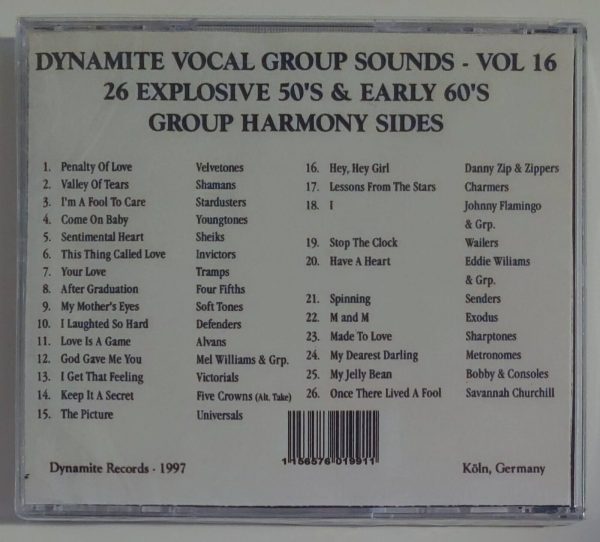 DYNAMITE VOCAL GROUP SOUNDS - VOL 16
26 EXPLOSIVE 50'S & EARLY 60'S
GROUP HARMONY SIDES
1. Penalty Of Love Velvetones
2. Valley Of Tears Shamans
3. I'm A Fool To Care Stardusters
4. Come On Baby Youngtones
5. Sentimental Heart Sheiks
6. This Thing Called Love Invictors
7. Your Love Tramps
8. After Graduation Four Fifths
9. My Mother's Eyes Soft Tones
10. I Laughted So Hard Defenders
11. Love Is A Game Alvans
12. God Gave Me You Mel Williams & Grp.
13. I Get That Feeling Victorials
14. Keep It A Secret Five Crowns (Alt. Take)
15. The Picture Universals
16. Hey, Hey Girl Danny Zip & Zippers
17. Lessons From The Stars Charmers
18. I Johnny Flamingo
& Grp.
19. Stop The Clock Wailers
20. Have A Heart Eddie Wiliams
& Grp.
21. Spinning Senders
22. M and M Exodus
23. Made To Love Sharptones
24. My Dearest Darling Metronomes
25. My Jelly Bean Bobby & Consoles
26. Once There Lived A Fool Savannah Churchill
1 156576 019911
Dynamite Records - 1997
Köln, Germany